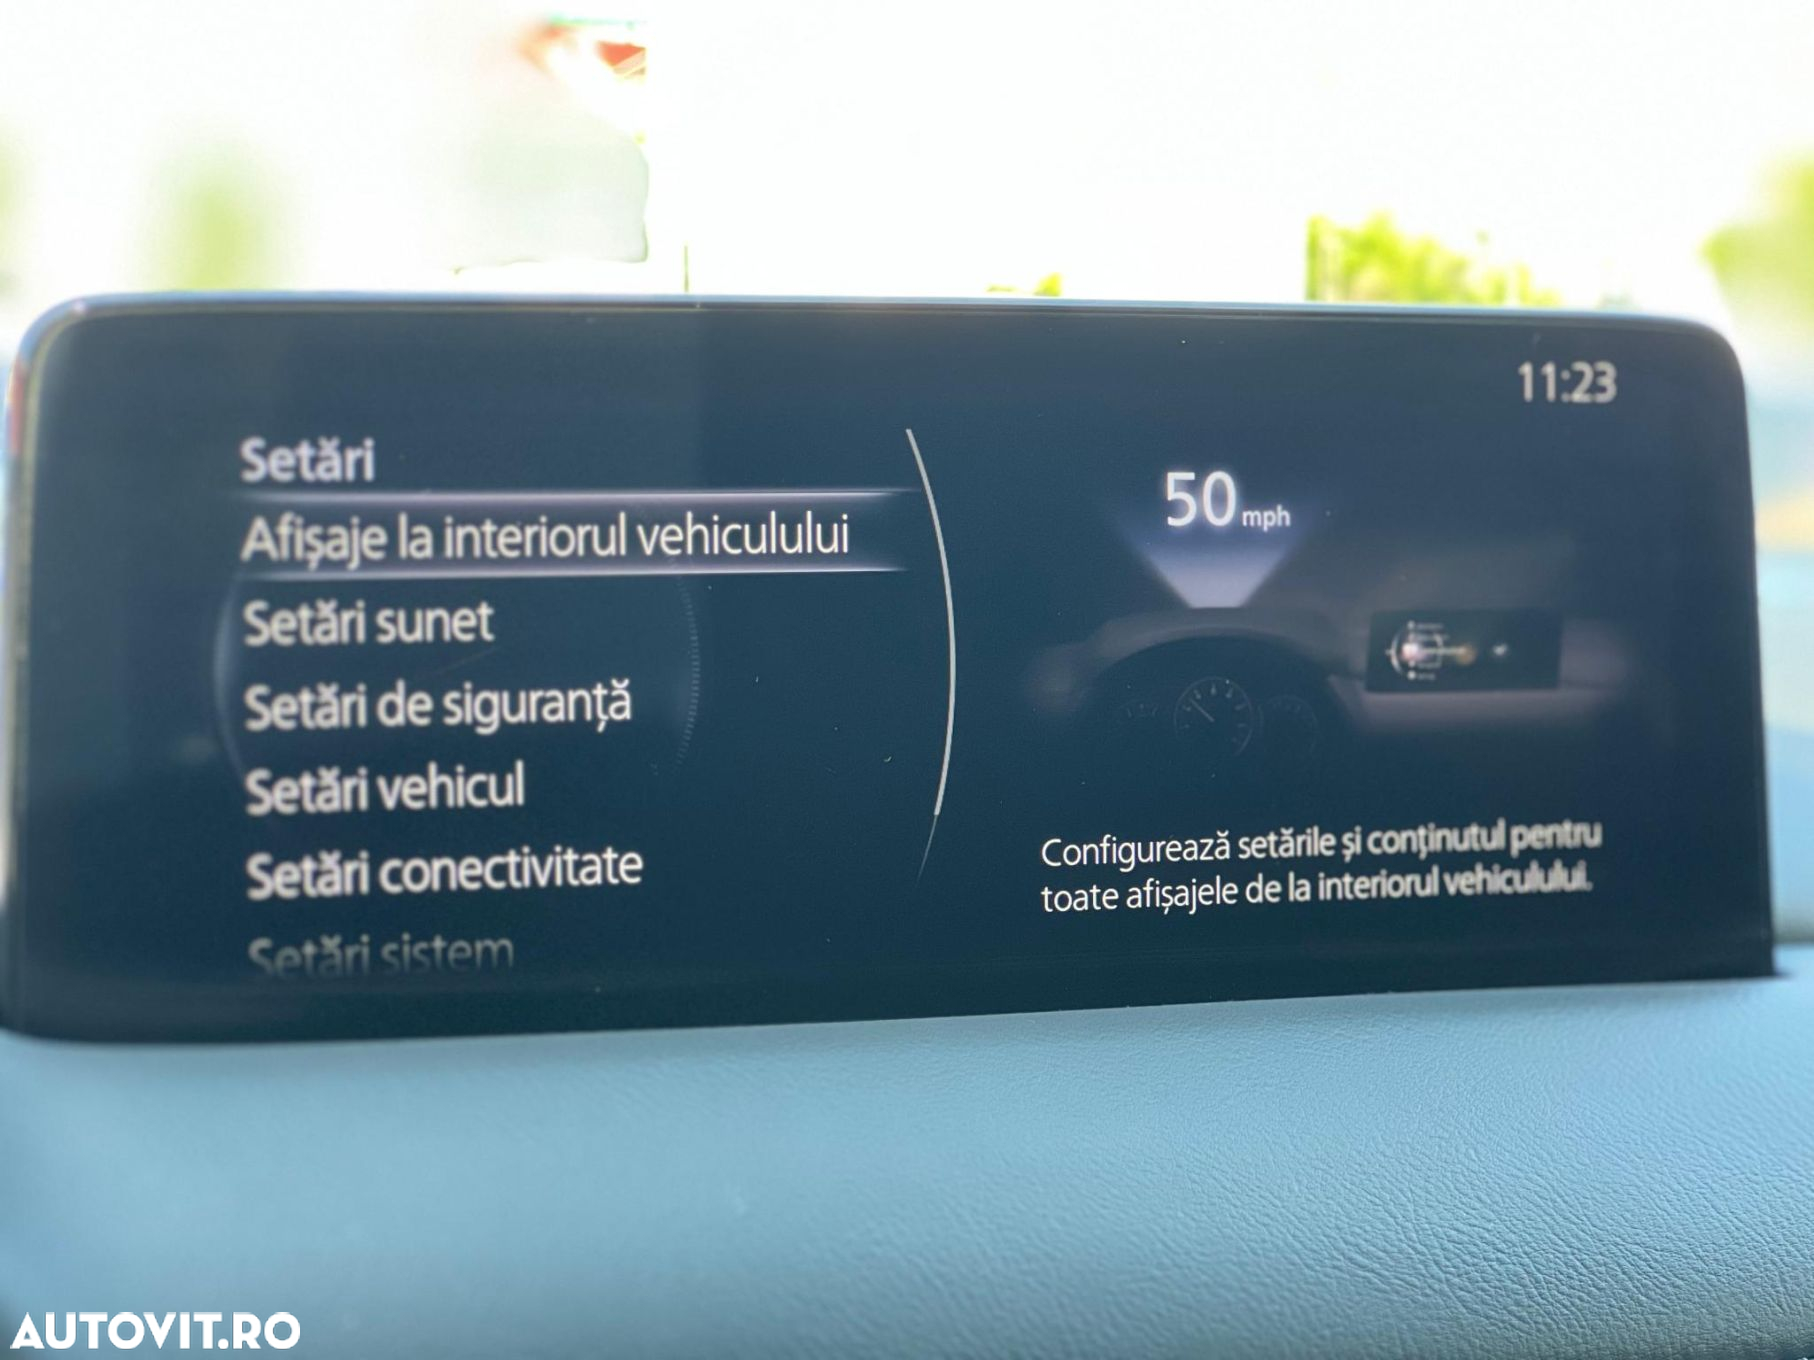 11:23
Setări
Afișaje la interiorul vehiculului
Setări sunet
Setări de siguranță
Setări vehicul
Setări conectivitate
Setări sistem
50 mph
Configurează setările și conținutul pentru
toate afișajele de la interiorul vehiculului.
AUTOVIT.RO